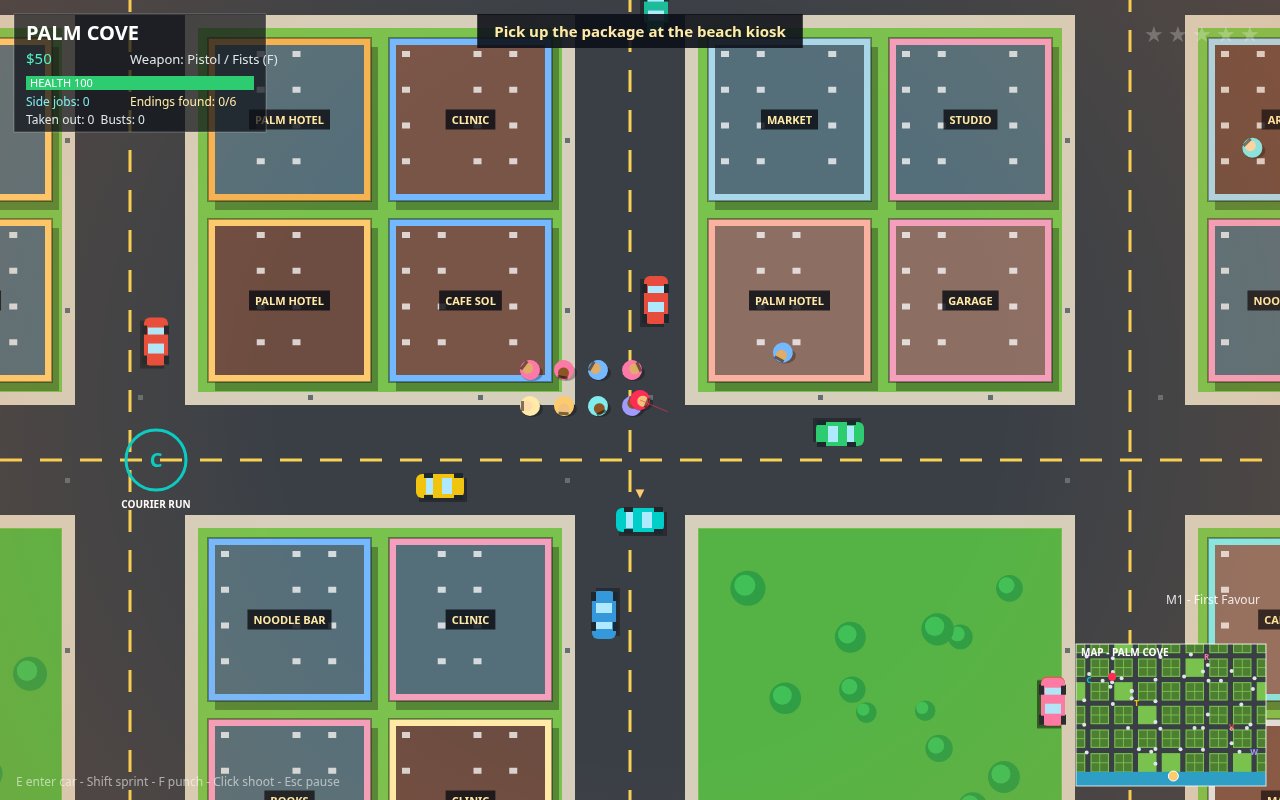 PALM COVE
$50
Weapon: Pistol / Fists (F)
HEALTH 100
Side jobs: 0
Endings found: 0/6
Taken out: 0 Busts: 0
Pick up the package at the beach kiosk
PALM HOTEL
CLINIC
MARKET
STUDIO
PALM HOTEL
CAFE SOL
PALM HOTEL
GARAGE
C
COURIER RUN
NOODLE BAR
CLINIC
M1 - First Favour
MAP - PALM COVE
R
T
W
E enter car - Shift sprint - F punch - Click shoot - Esc pause
BOOKS
CLINIC